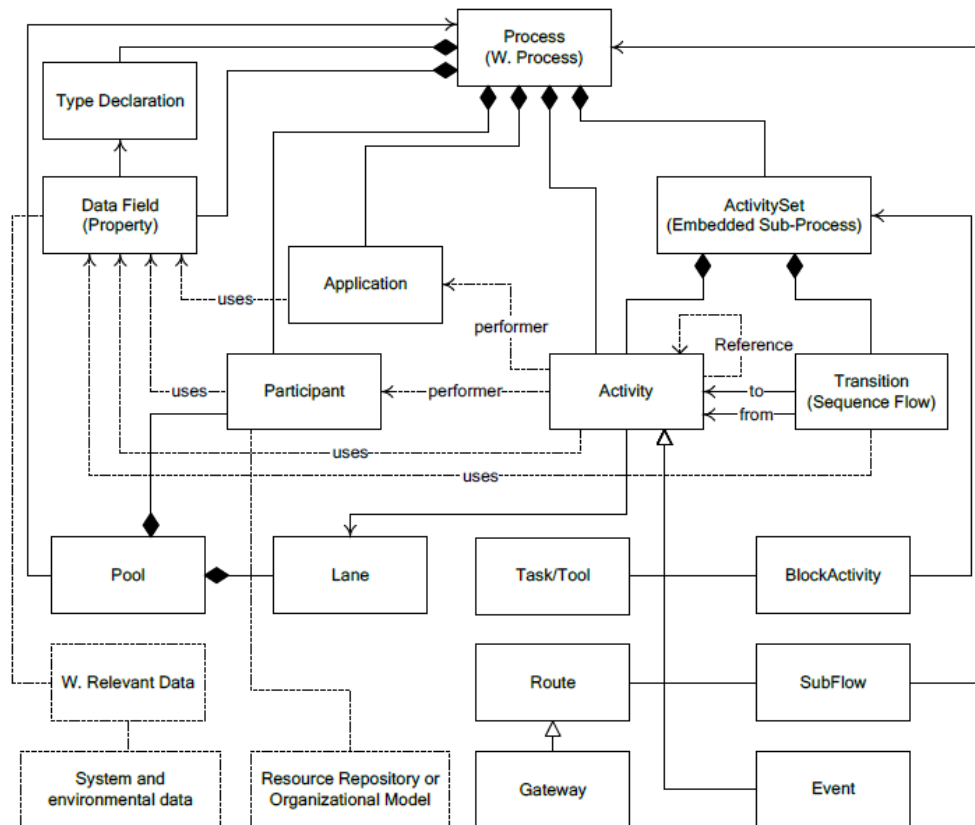 Process
(W. Process)
Type Declaration
Data Field
(Property)
ActivitySet
(Embedded Sub-Process)
Application
uses
performer
Reference
Participant
uses
performer
Activity
to
from
Transition
(Sequence Flow)
uses
uses
Pool
Lane
Task/Tool
BlockActivity
W. Relevant Data
Route
SubFlow
System and
environmental data
Resource Repository or
Organizational Model
Gateway
Event